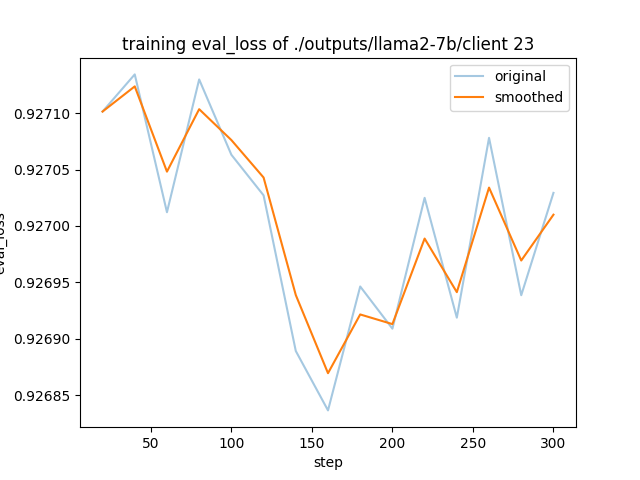 training eval_loss of ./outputs/llama2-7b/client 23
original
smoothed
0.92710
0.92705
0.92700
0.92695
0.92690
0.92685
eval_loss
50
100
150
200
250
300
step